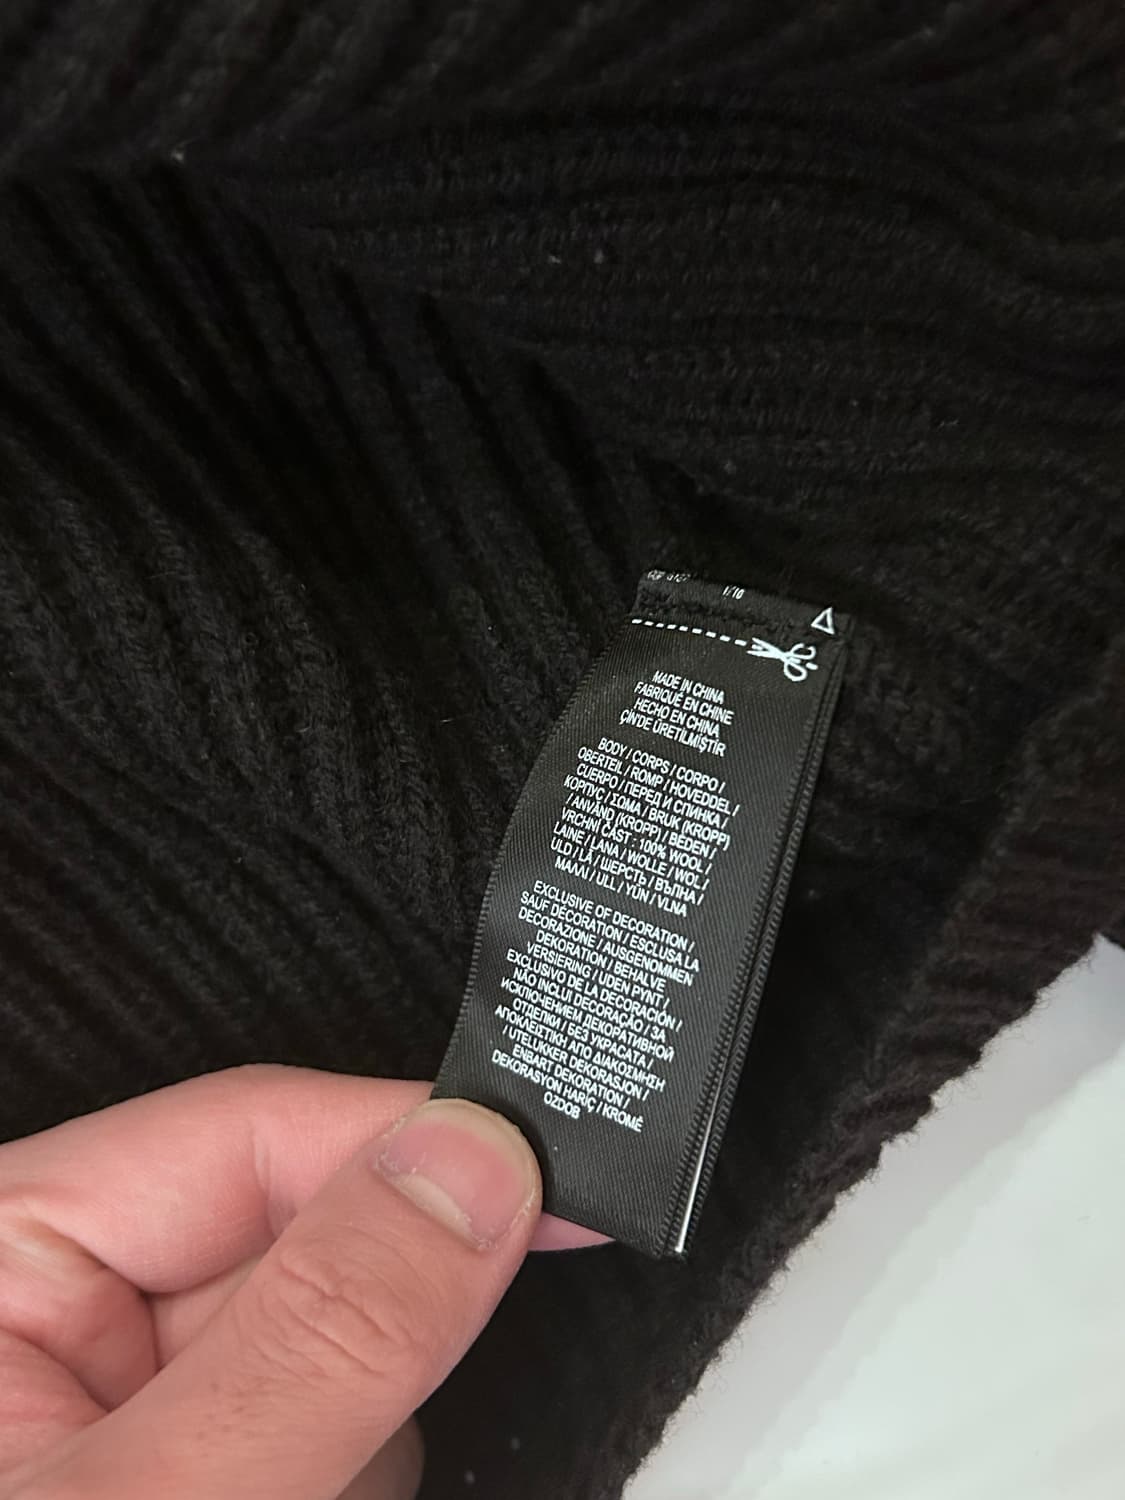 1/10
MADE IN CHINA
FABRIQUÉ EN CHINE
HECHO EN CHINA
ÇİN'DE ÜRETİLMİŞTİR
BODY / CORPS / CORPO /
OBERTEIL / ROMP / HOVEDDEL /
CUERPO / ПЕРЕД И СПИНКА /
КОРПУС / ΣΩΜΑ / BRUK (KROPP)
/ ANVÄND (KROPP) / BEDEN /
VRCHNÍ ČÁST : 100% WOOL /
LAINE / LANA / WOLLE / WOL /
ULD / LÃ / ШЕРСТЬ / ВЪЛНА /
ΜΑΛΛΙ / ULL / YÜN / VLNA
EXCLUSIVE OF DECORATION /
SAUF DÉCORATION / ESCLUSA LA
DECORAZIONE / AUSGENOMMEN
DEKORATION / BEHALVE
VERSIERING / UDEN PYNT /
EXCLUSIVO DE LA DECORACIÓN /
NÃO INCLUI DECORAÇÃO / ЗА
ИСКЛЮЧЕНИЕМ ДЕКОРАТИВНОЙ
ОТДЕЛКИ / БЕЗ УКРАСАТА /
ΑΠΟΚΛΕΙΣΤΙΚΗ ΑΠΟ ΔΙΑΚΟΣΜΗΣΗ
/ UTELUKKER DEKORASJON /
ENBART DEKORATION /
DEKORASYON HARİÇ / KROMĚ
OZDOB